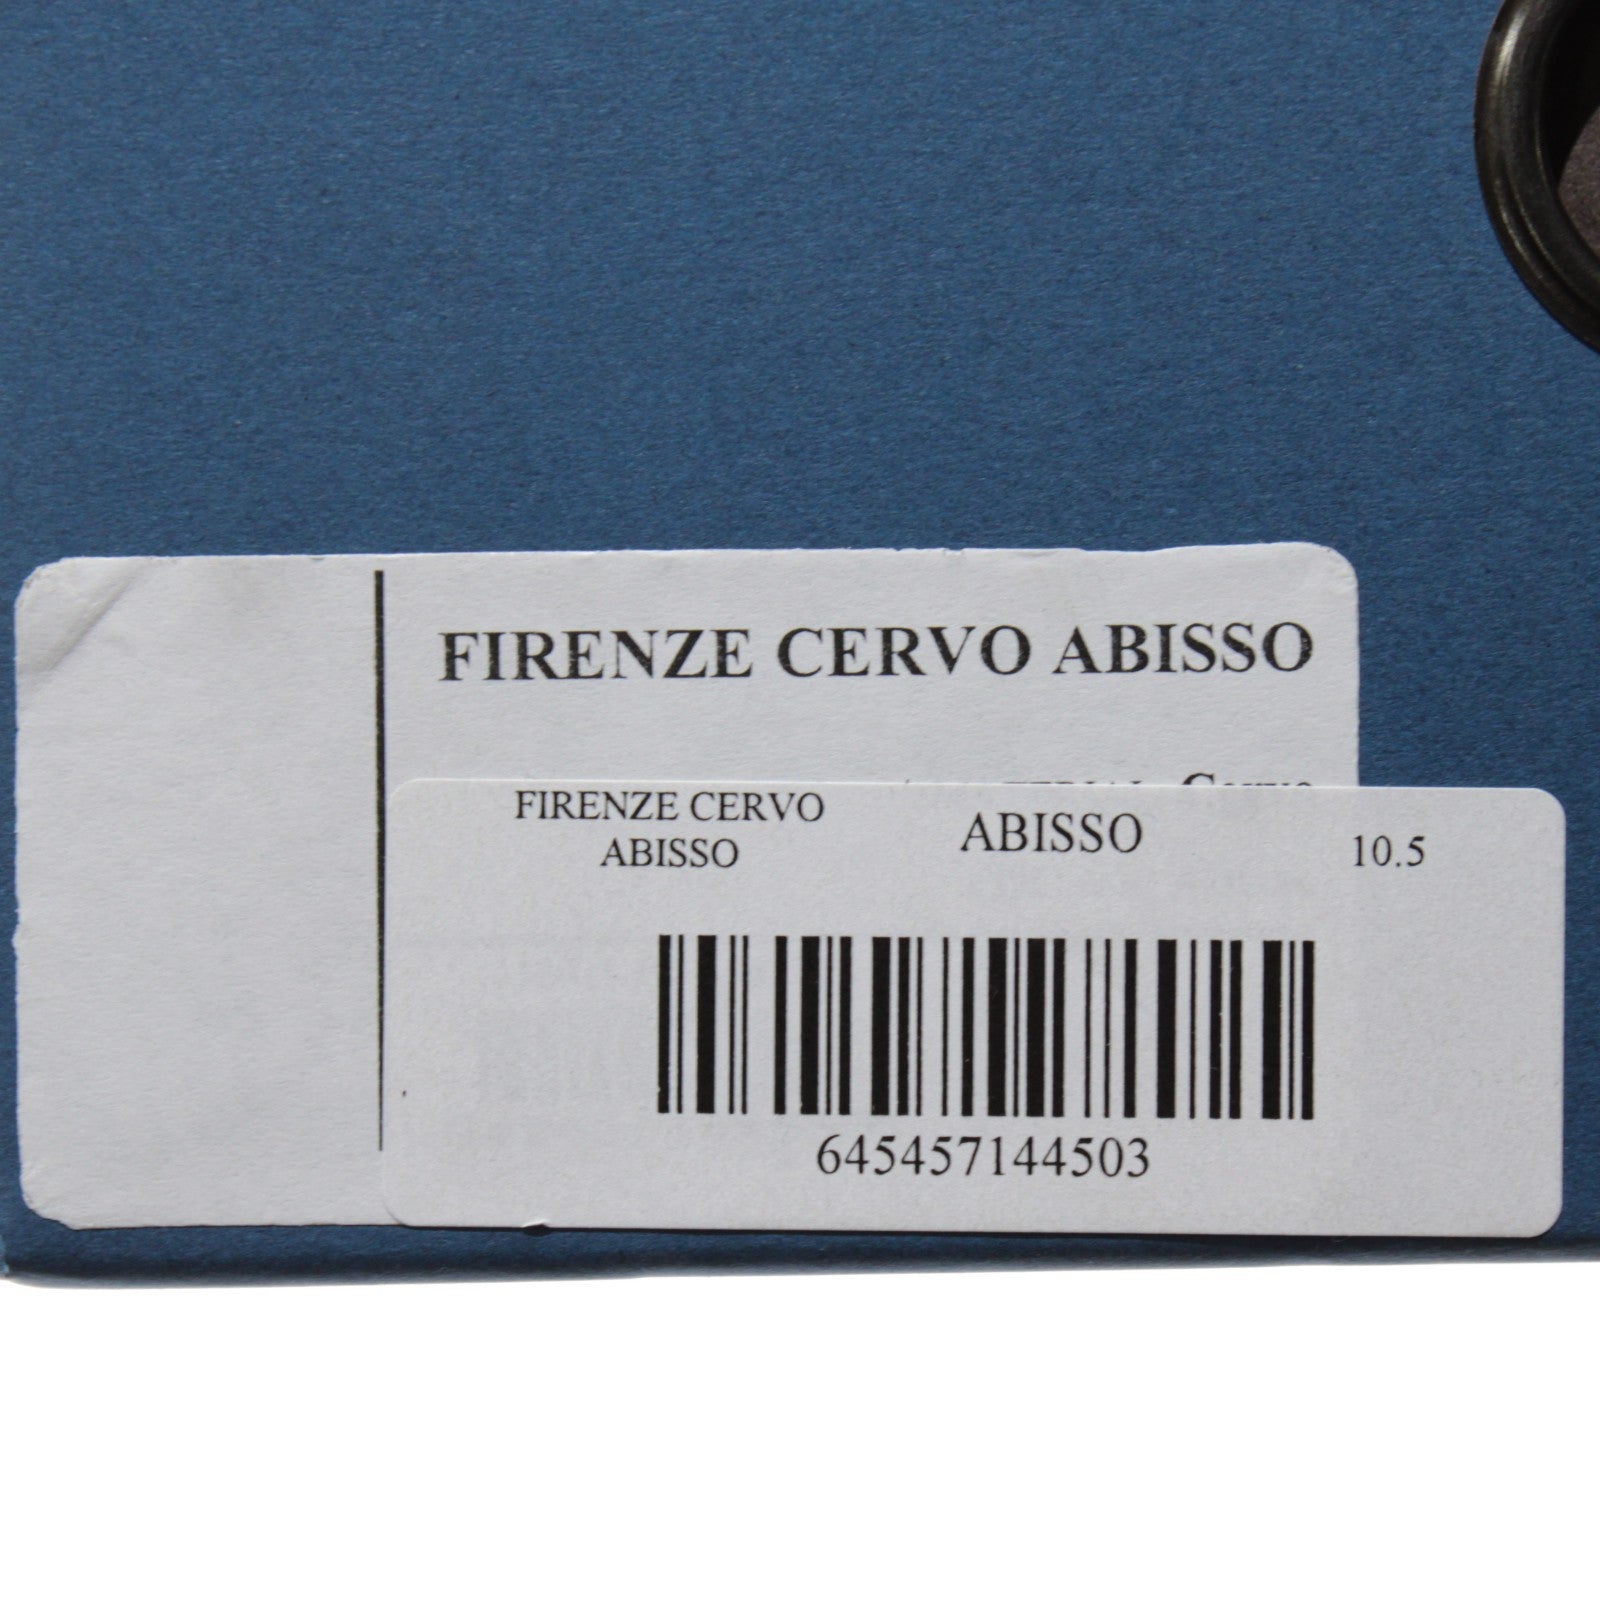 FIRENZE CERVO ABISSO
FIRENZE CERVO
ABISSO
ABISSO
10.5
645457144503